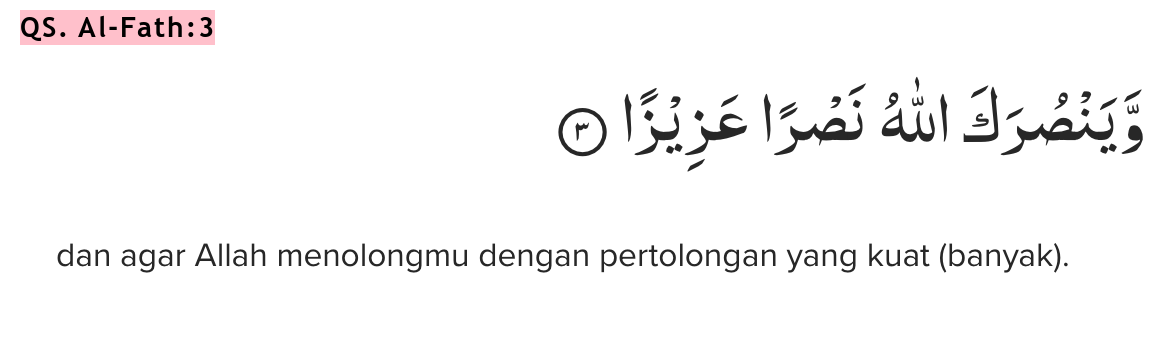 QS. Al-Fath:3
وَّيَنْصُرَكَ اللّٰهُ نَصْرًا عَزِيْزًا ٣
dan agar Allah menolongmu dengan pertolongan yang kuat (banyak).